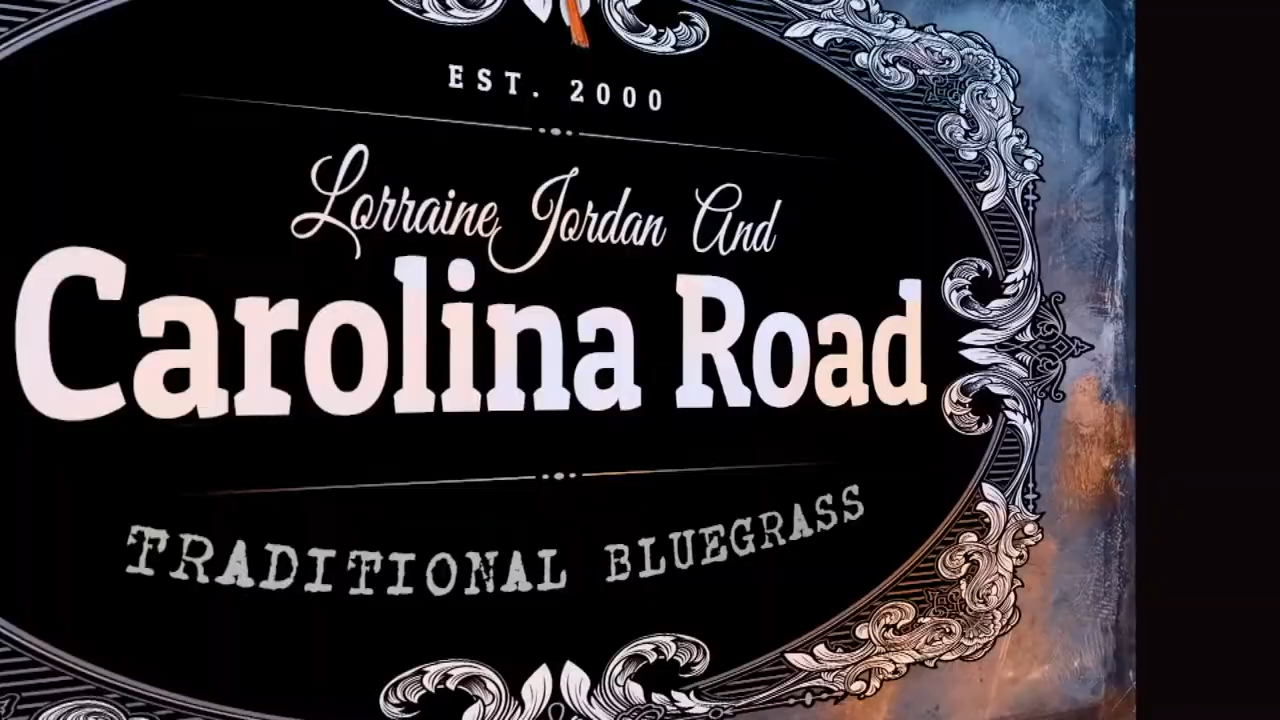 EST. 2000
Lorraine Jordan And
Carolina Road
TRADITIONAL BLUEGRASS